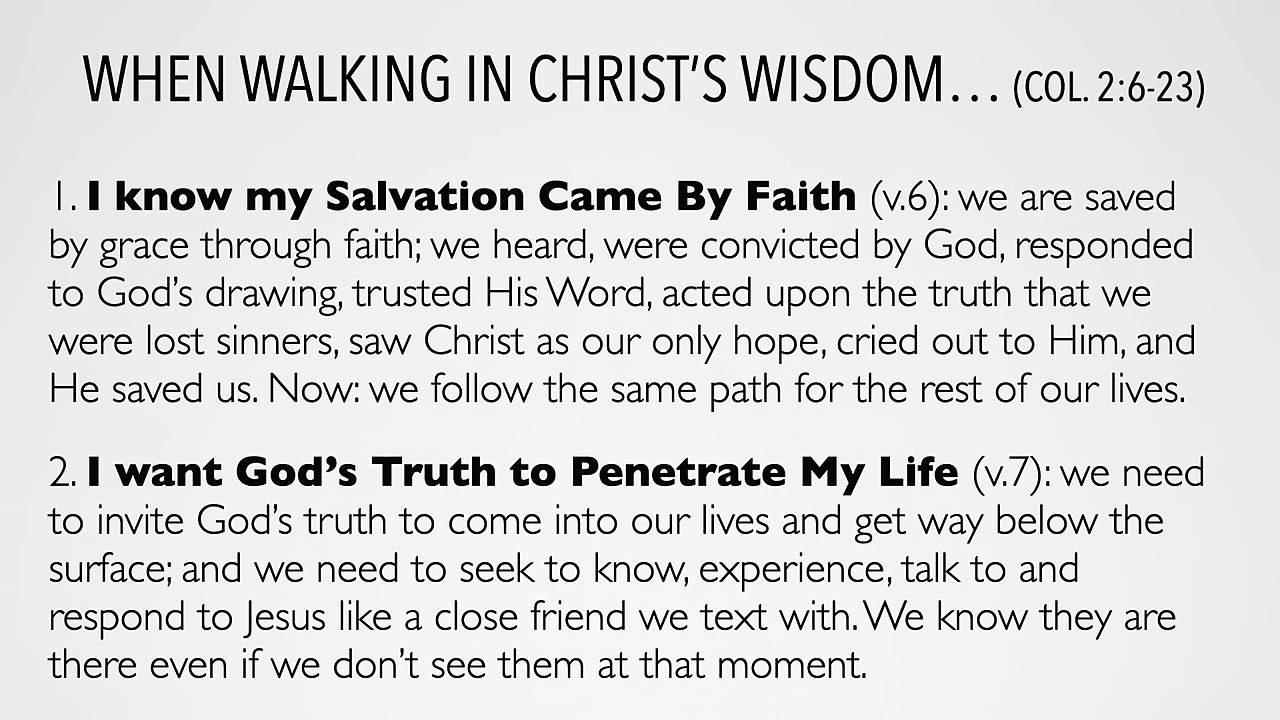 WHEN WALKING IN CHRIST’S WISDOM… (COL. 2:6-23)
1. I know my Salvation Came By Faith (v.6): we are saved
by grace through faith; we heard, were convicted by God, responded
to God’s drawing, trusted His Word, acted upon the truth that we
were lost sinners, saw Christ as our only hope, cried out to Him, and
He saved us. Now: we follow the same path for the rest of our lives.
2. I want God’s Truth to Penetrate My Life (v.7): we need
to invite God’s truth to come into our lives and get way below the
surface; and we need to seek to know, experience, talk to and
respond to Jesus like a close friend we text with. We know they are
there even if we don’t see them at that moment.